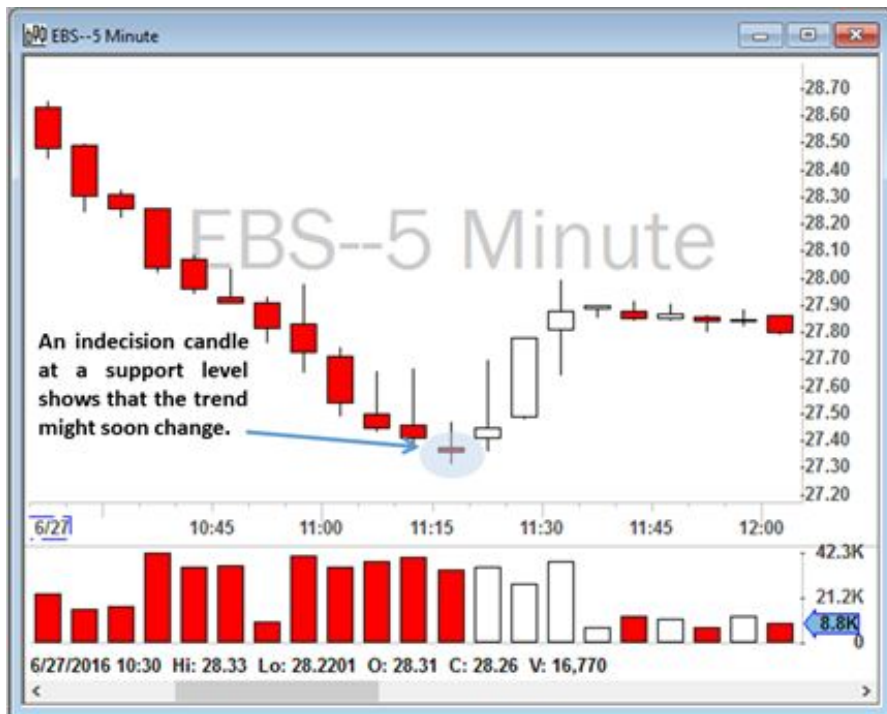 EBS--5 Minute
EBS--5 Minute
28.70
28.60
28.50
28.40
28.30
28.20
28.10
28.00
27.90
27.80
27.70
27.60
27.50
27.40
27.30
27.20
An indecision candle
at a support level
shows that the trend
might soon change.
6/27 10:45 11:00 11:15 11:30 11:45 12:00
42.3K
21.2K
8.8K
0
6/27/2016 10:30 Hi: 28.33 Lo: 28.2201 O: 28.31 C: 28.26 V: 16,770